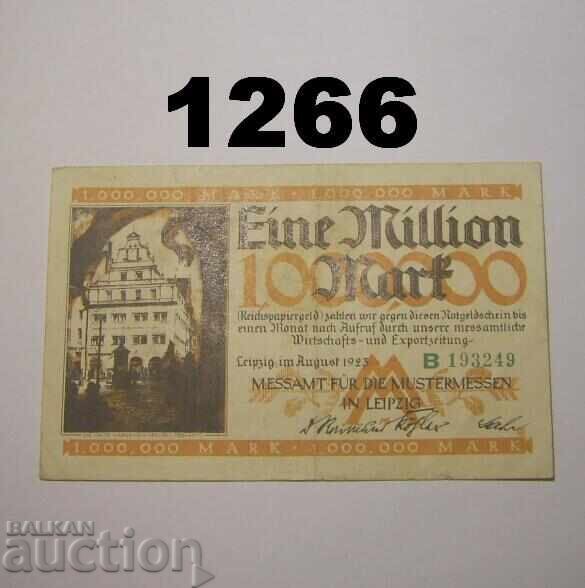 1266
1.000.000 MARK · 1.000.000 MARK
Eine Million
Mark
1000000
(Reichspapiergeld) zahlen wir gegen diesen Notgeldschein bis
einen Monat nach Aufruf durch unsere messamtliche
Wirtschafts- und Exportzeitung.
Leipzig, im August 1923 B 193249
M
MESSAMT FÜR DIE MUSTERMESSEN
IN LEIPZIG
1.000.000 MARK · 1.000.000 MARK
BALKAN
auction